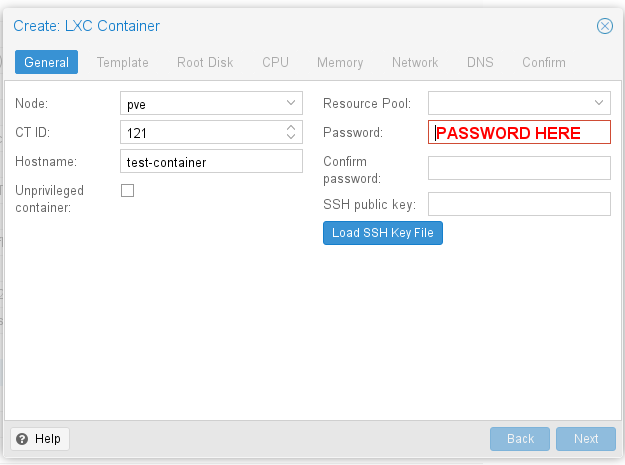 Create: LXC Container
General Template Root Disk CPU Memory Network DNS Confirm
Node: pve
CT ID: 121
Hostname: test-container
Unprivileged
container:
Resource Pool:
Password: PASSWORD HERE
Confirm
password:
SSH public key:
Load SSH Key File
Help Back Next